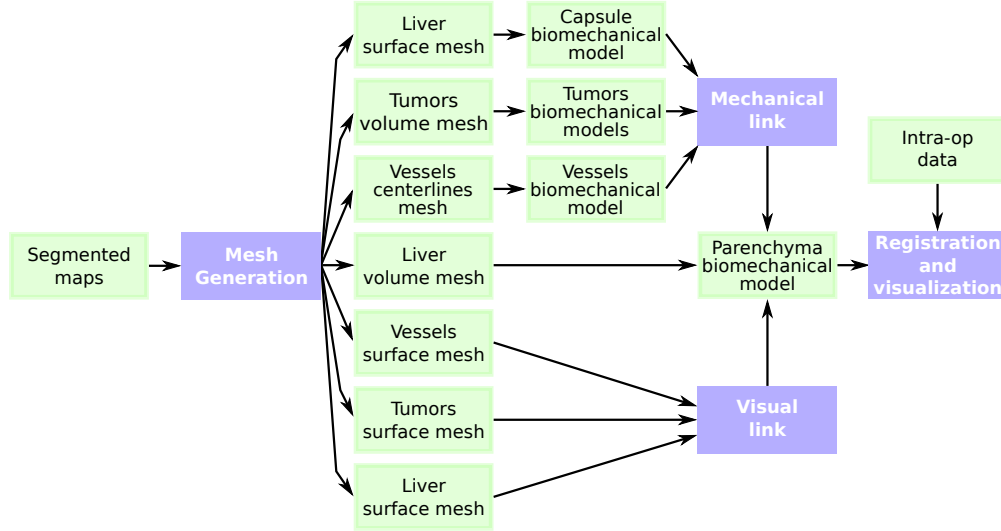 Liver
surface mesh
Capsule
biomechanical
model
Tumors
volume mesh
Tumors
biomechanical
models
Mechanical
link
Vessels
centerlines
mesh
Vessels
biomechanical
model
Intra-op
data
Segmented
maps
Mesh
Generation
Liver
volume mesh
Parenchyma
biomechanical
model
Registration
and
visualization
Vessels
surface mesh
Tumors
surface mesh
Visual
link
Liver
surface mesh